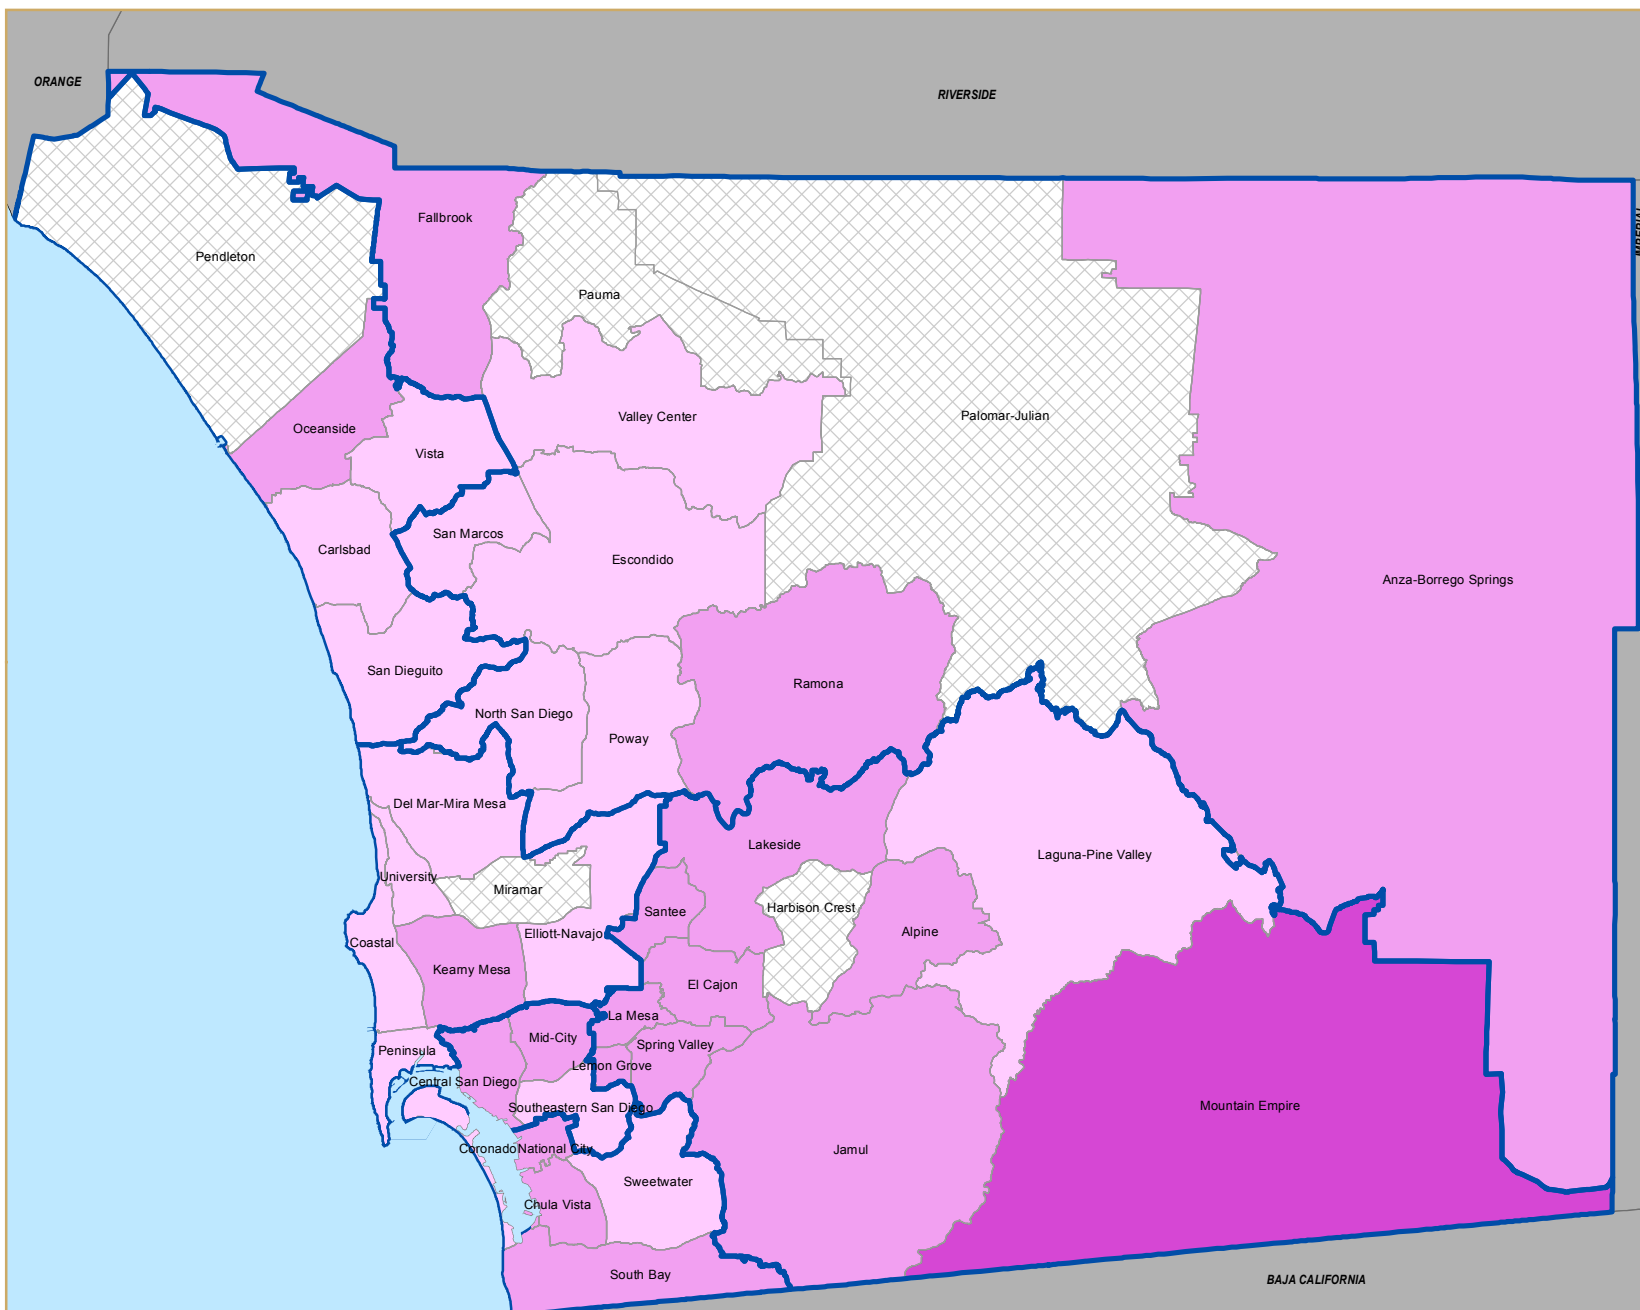 ORANGE
RIVERSIDE
IMPERIAL
Fallbrook
Pendleton
Pauma
Palomar-Julian
Valley Center
Oceanside
Vista
San Marcos
Carlsbad
Escondido
Anza-Borrego Springs
San Dieguito
Ramona
North San Diego
Poway
Del Mar-Mira Mesa
Lakeside
Laguna-Pine Valley
University
Miramar
Harbison Crest
Santee
Alpine
Elliott-Navajo
Coastal
Kearny Mesa
El Cajon
La Mesa
Mid-City
Spring Valley
Peninsula
Lemon Grove
Central San Diego
Southeastern San Diego
Mountain Empire
Coronado
National City
Jamul
Sweetwater
Chula Vista
South Bay
BAJA CALIFORNIA